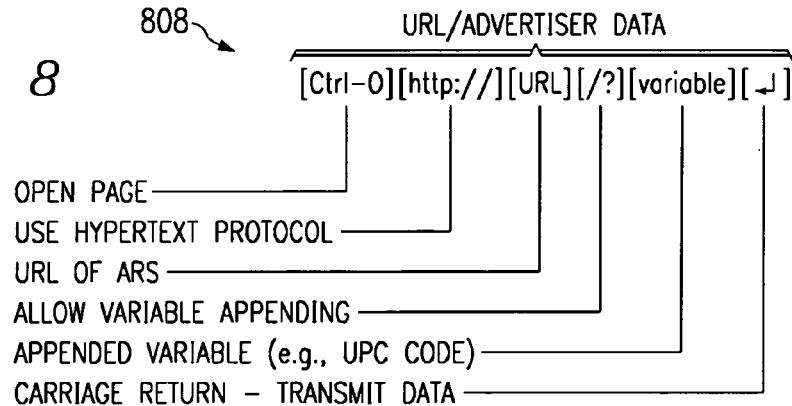 808
URL/ADVERTISER DATA
8
[Ctrl-O][http://][URL][/?][variable][↵]
OPEN PAGE
USE HYPERTEXT PROTOCOL
URL OF ARS
ALLOW VARIABLE APPENDING
APPENDED VARIABLE (e.g., UPC CODE)
CARRIAGE RETURN – TRANSMIT DATA